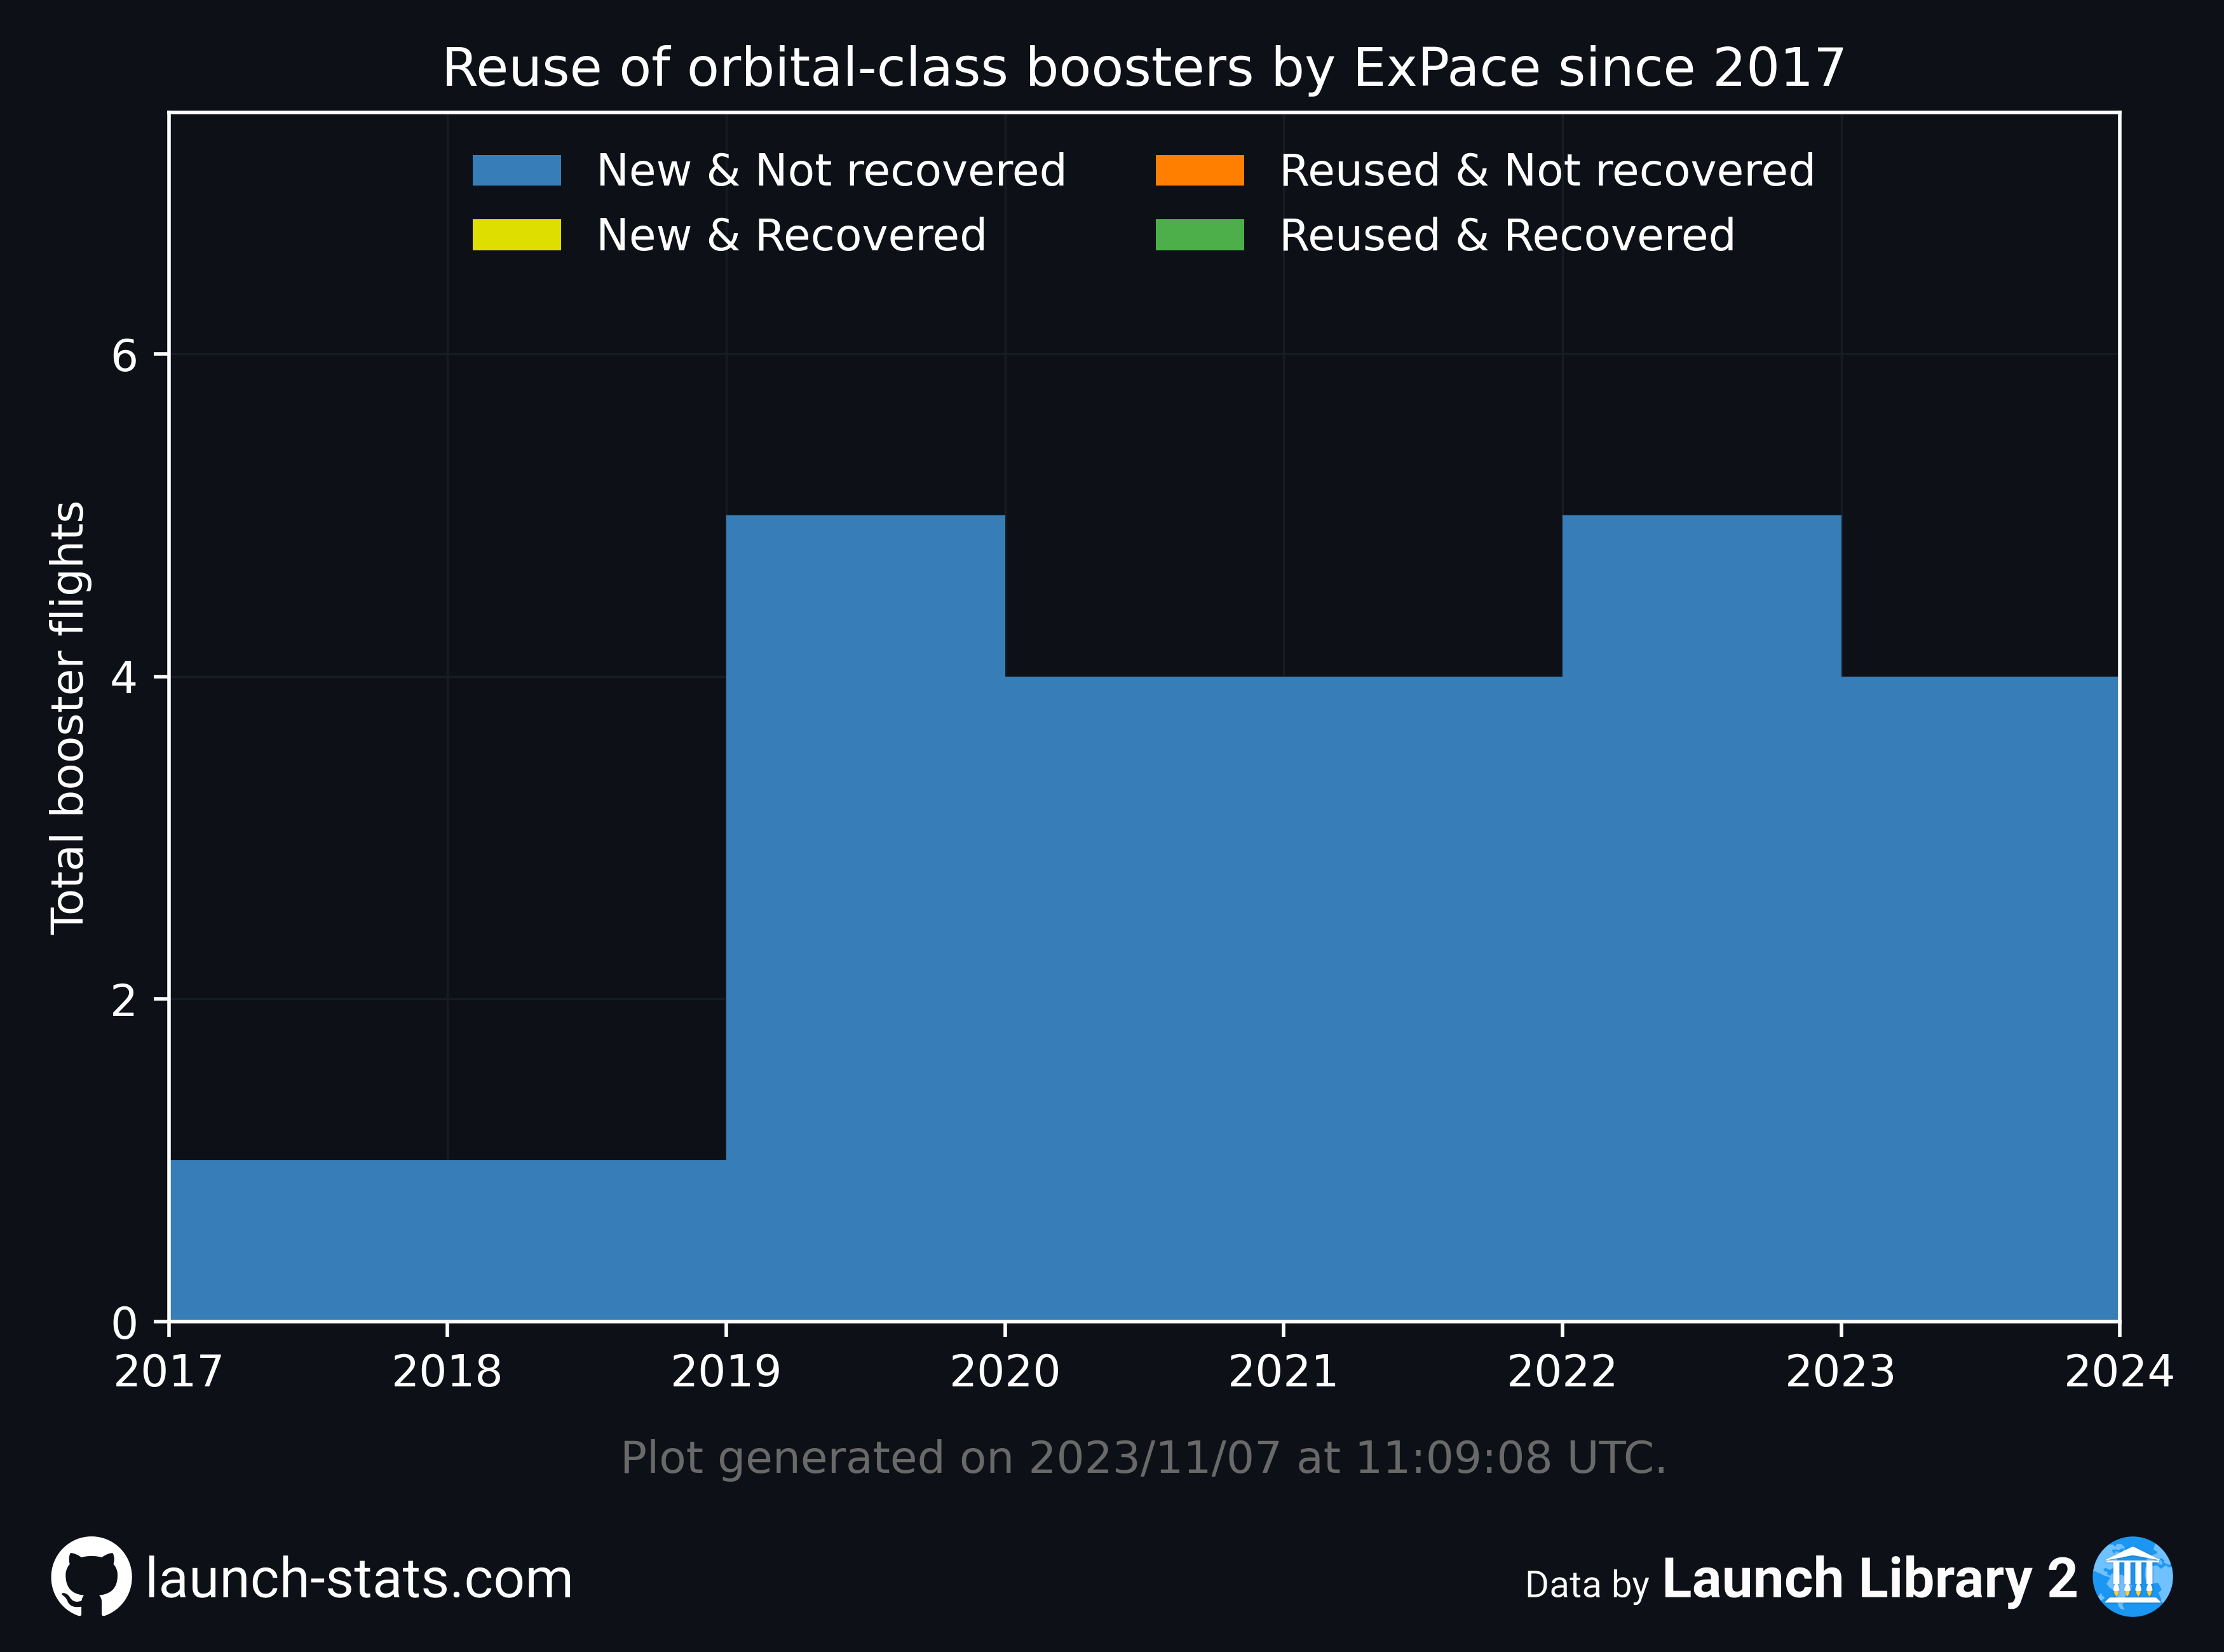 Reuse of orbital-class boosters by ExPace since 2017
New & Not recovered
New & Recovered
Reused & Not recovered
Reused & Recovered
Total booster flights
6
4
2
0
2017 2018 2019 2020 2021 2022 2023 2024
Plot generated on 2023/11/07 at 11:09:08 UTC.
launch-stats.com
Data by Launch Library 2